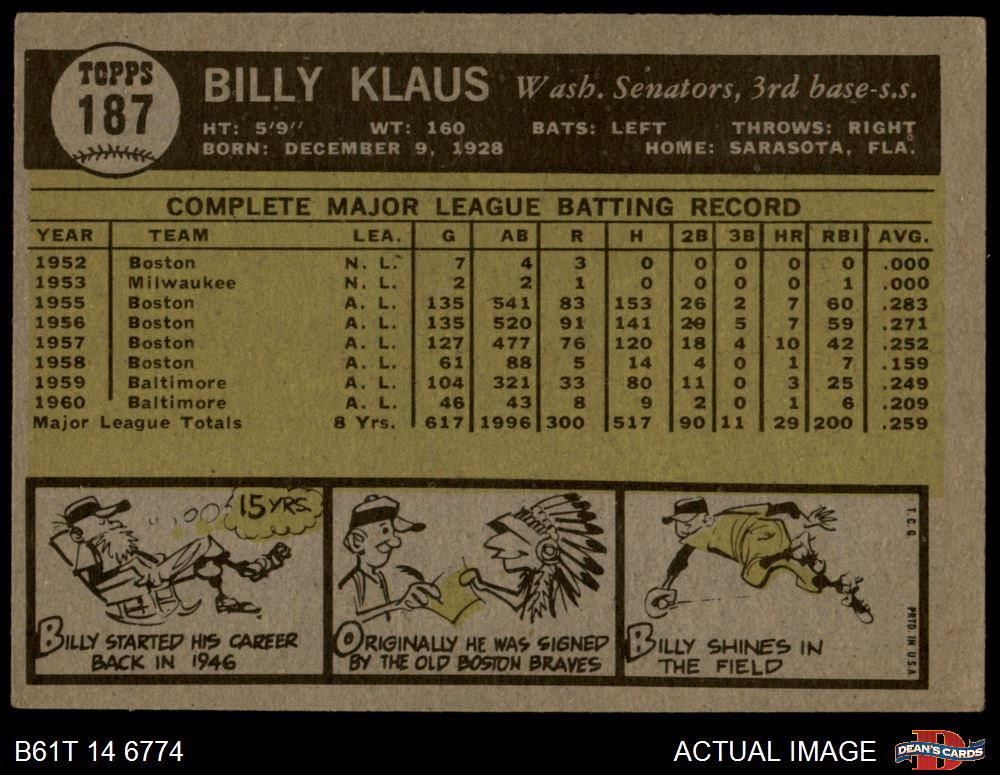 TOPPS
187
BILLY KLAUS Wash. Senators, 3rd base-s.s.
HT: 5'9" WT: 160 BATS: LEFT THROWS: RIGHT
BORN: DECEMBER 9, 1928 HOME: SARASOTA, FLA.
COMPLETE MAJOR LEAGUE BATTING RECORD
YEAR TEAM LEA. G AB R H 2B 3B HR RBI AVG.
1952 Boston N. L. 7 4 3 0 0 0 0 0 .000
1953 Milwaukee N. L. 2 2 1 0 0 0 0 1 .000
1955 Boston A. L. 135 541 83 153 26 2 7 60 .283
1956 Boston A. L. 135 520 91 141 29 5 7 59 .271
1957 Boston A. L. 127 477 76 120 18 4 10 42 .252
1958 Boston A. L. 61 88 5 14 4 0 1 7 .159
1959 Baltimore A. L. 104 321 33 80 11 0 3 25 .249
1960 Baltimore A. L. 46 43 8 9 2 0 1 6 .209
Major League Totals 8 Yrs. 617 1996 300 517 90 11 29 200 .259
15 YRS.
BILLY STARTED HIS CAREER
BACK IN 1946
ORIGINALLY HE WAS SIGNED
BY THE OLD BOSTON BRAVES
BILLY SHINES IN
THE FIELD
T.C.G.
PRTD IN U.S.A.
B61T 14 6774
ACTUAL IMAGE
D
DEAN'S CARDS